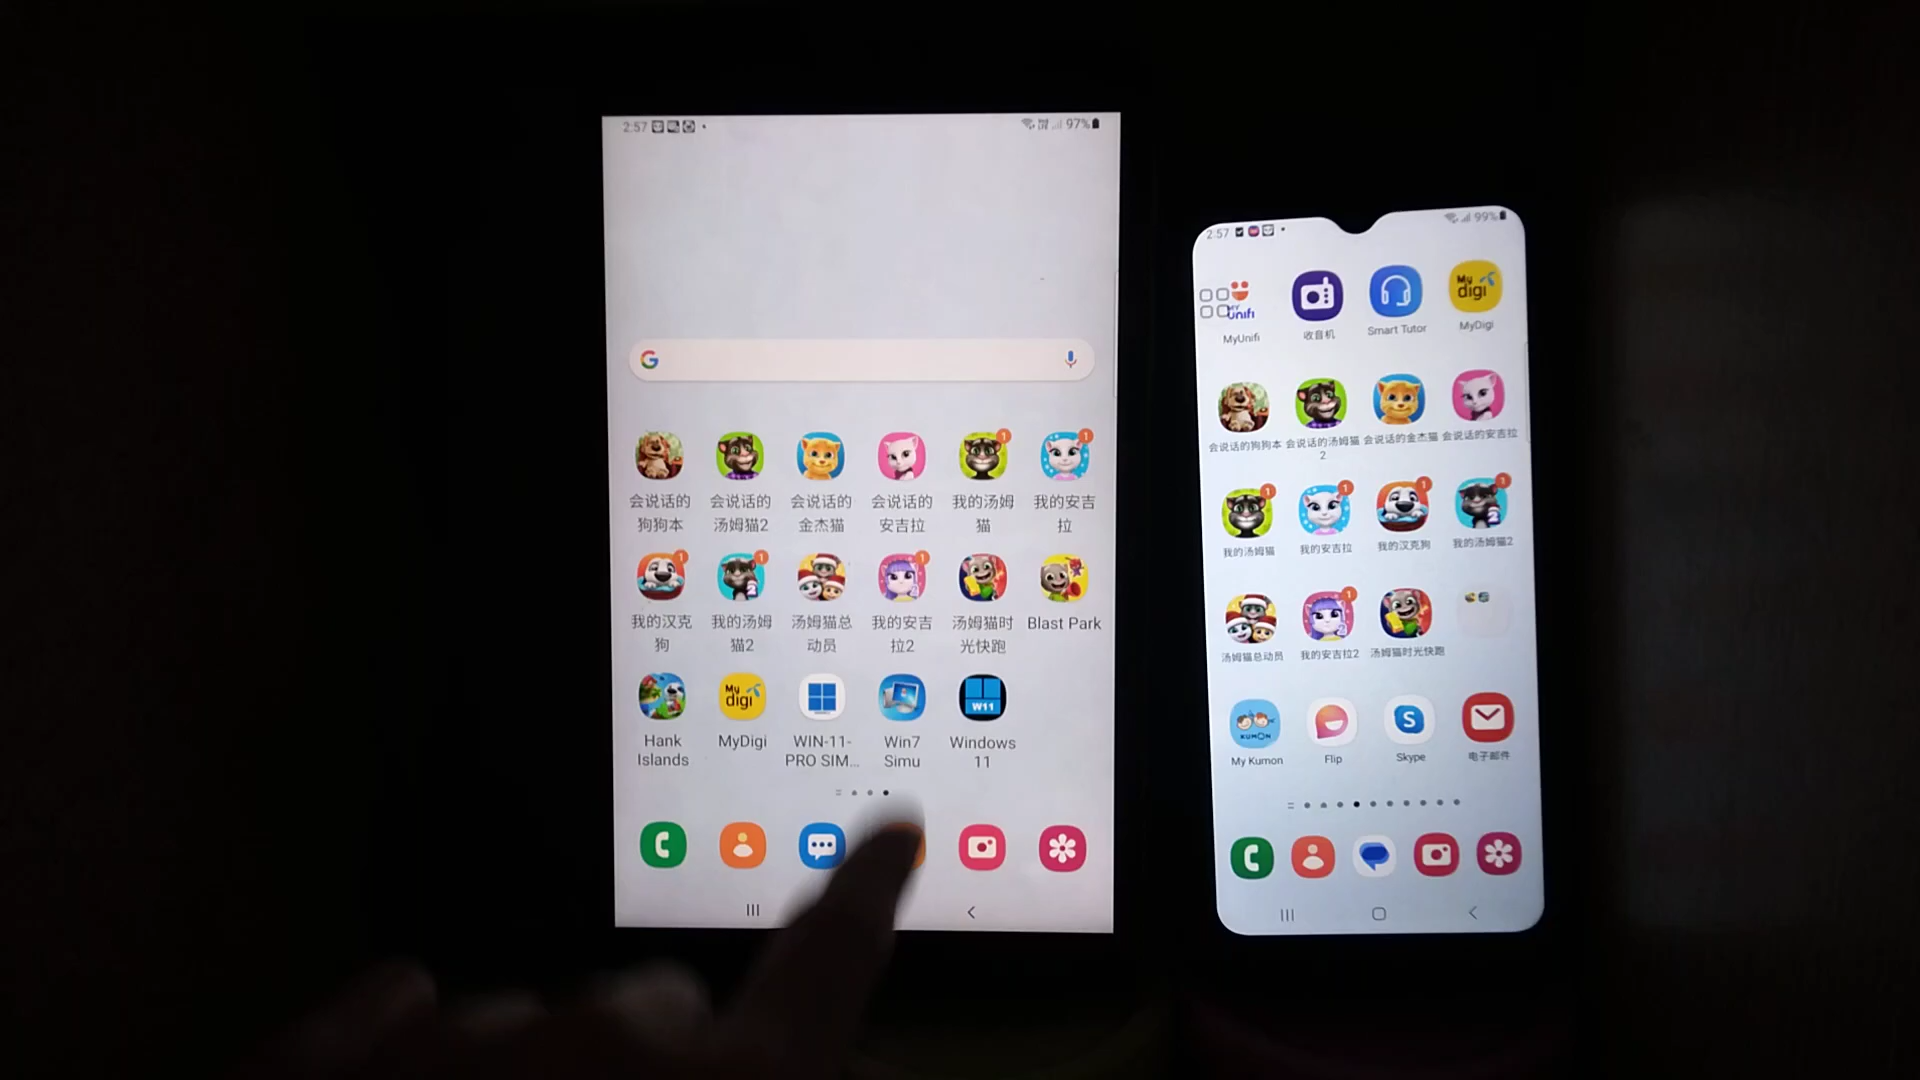 2:57
97%
会说话的
狗狗本
会说话的
汤姆猫2
会说话的
金杰猫
会说话的
安吉拉
我的汤姆
猫
我的安吉
拉
我的汉克
狗
我的汤姆
猫2
汤姆猫总
动员
我的安吉
拉2
汤姆猫时
光快跑
Blast Park
Hank
Islands
My
digi
MyDigi
WIN-11-
PRO SIM...
Win7
Simu
W11
Windows
11
2:57
99%
MY
unifi
MyUnifi
收音机
Smart Tutor
My
digi
MyDigi
会说话的狗狗本
会说话的汤姆猫
2
会说话的金杰猫
会说话的安吉拉
我的汤姆猫
我的安吉拉
我的汉克狗
我的汤姆猫2
汤姆猫总动员
我的安吉拉2
汤姆猫时光快跑
KUMON
My Kumon
Flip
S
Skype
电子邮件